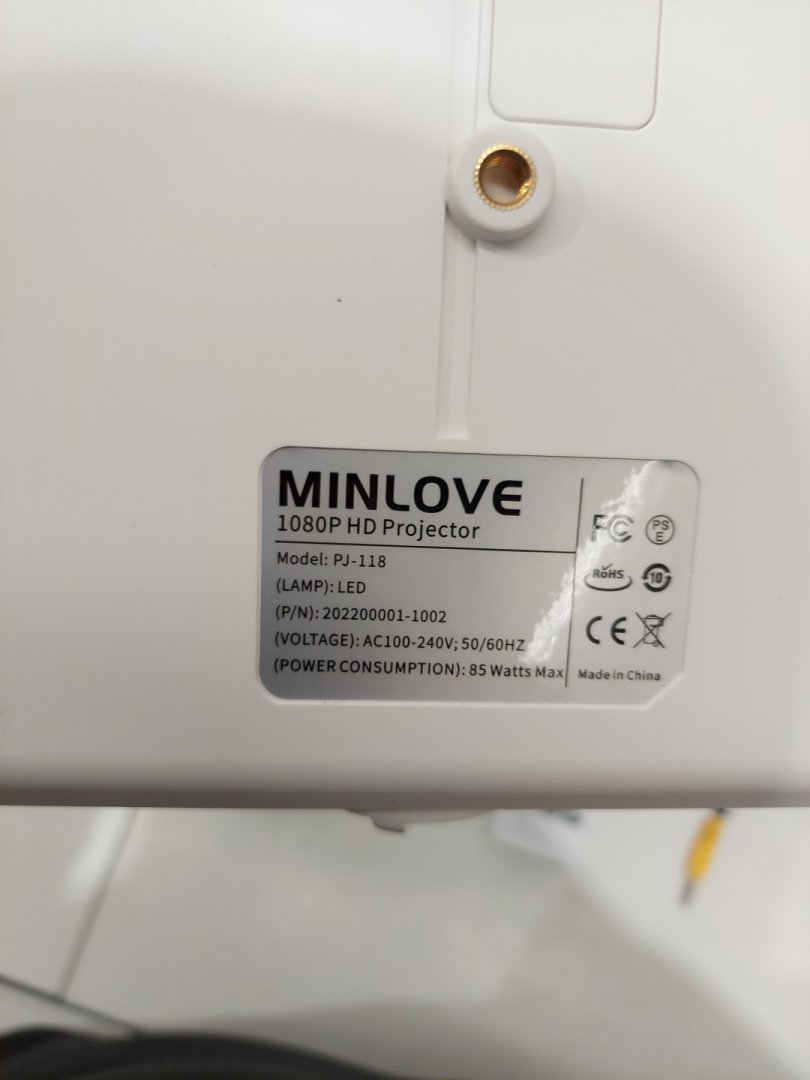 MINLOVE
1080P HD Projector
Model: PJ-118
(LAMP): LED
(P/N): 202200001-1002
(VOLTAGE): AC100-240V; 50/60HZ
(POWER CONSUMPTION): 85 Watts Max
FC
PS
E
RoHS
10
CE
Made in China